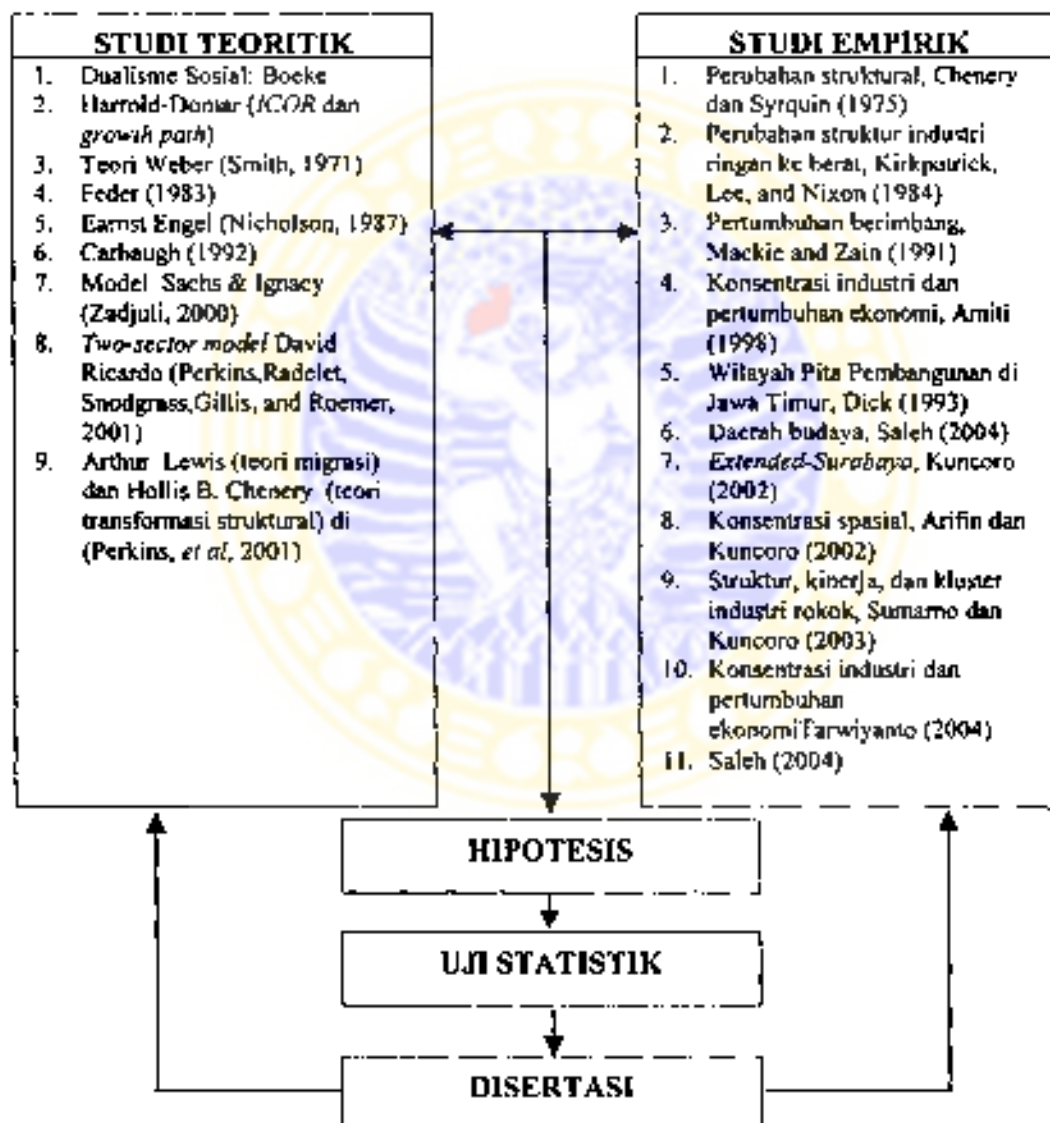 STUDI TEORITIK
1. Dualisme Sosial: Boeke
2. Harrold-Domar (ICOR dan
growth path)
3. Teori Weber (Smith, 1971)
4. Feder (1983)
5. Earnst Engel (Nicholson, 1987)
6. Carbaugh (1992)
7. Model Sachs & Ignacy
(Zadjuli, 2000)
8. Two-sector model David
Ricardo (Perkins,Radelet,
Snodgrass,Gillis, and Roemer,
2001)
9. Arthur Lewis (teori migrasi)
dan Hollis B. Chenery (teori
transformasi struktural) di
(Perkins, et al, 2001)
STUDI EMPIRIK
1. Perubahan struktural, Chenery
dan Syrquin (1975)
2. Perubahan struktur industri
ringan ke berat, Kirkpatrick,
Lee, and Nixon (1984)
3. Pertumbuhan berimbang,
Mackie and Zain (1991)
4. Konsentrasi industri dan
pertumbuhan ekonomi, Amiti
(1998)
5. Wilayah Pita Pembangunan di
Jawa Timur, Dick (1993)
6. Daerah budaya, Saleh (2004)
7. Extended-Surabaya, Kuncoro
(2002)
8. Konsentrasi spasial, Arifin dan
Kuncoro (2002)
9. Struktur, kinerja, dan kluster
industri rokok, Sumarno dan
Kuncoro (2003)
10. Konsentrasi industri dan
pertumbuhan
ekonomiTarwiyanto (2004)
11. Saleh (2004)
HIPOTESIS
UJI STATISTIK
DISERTASI